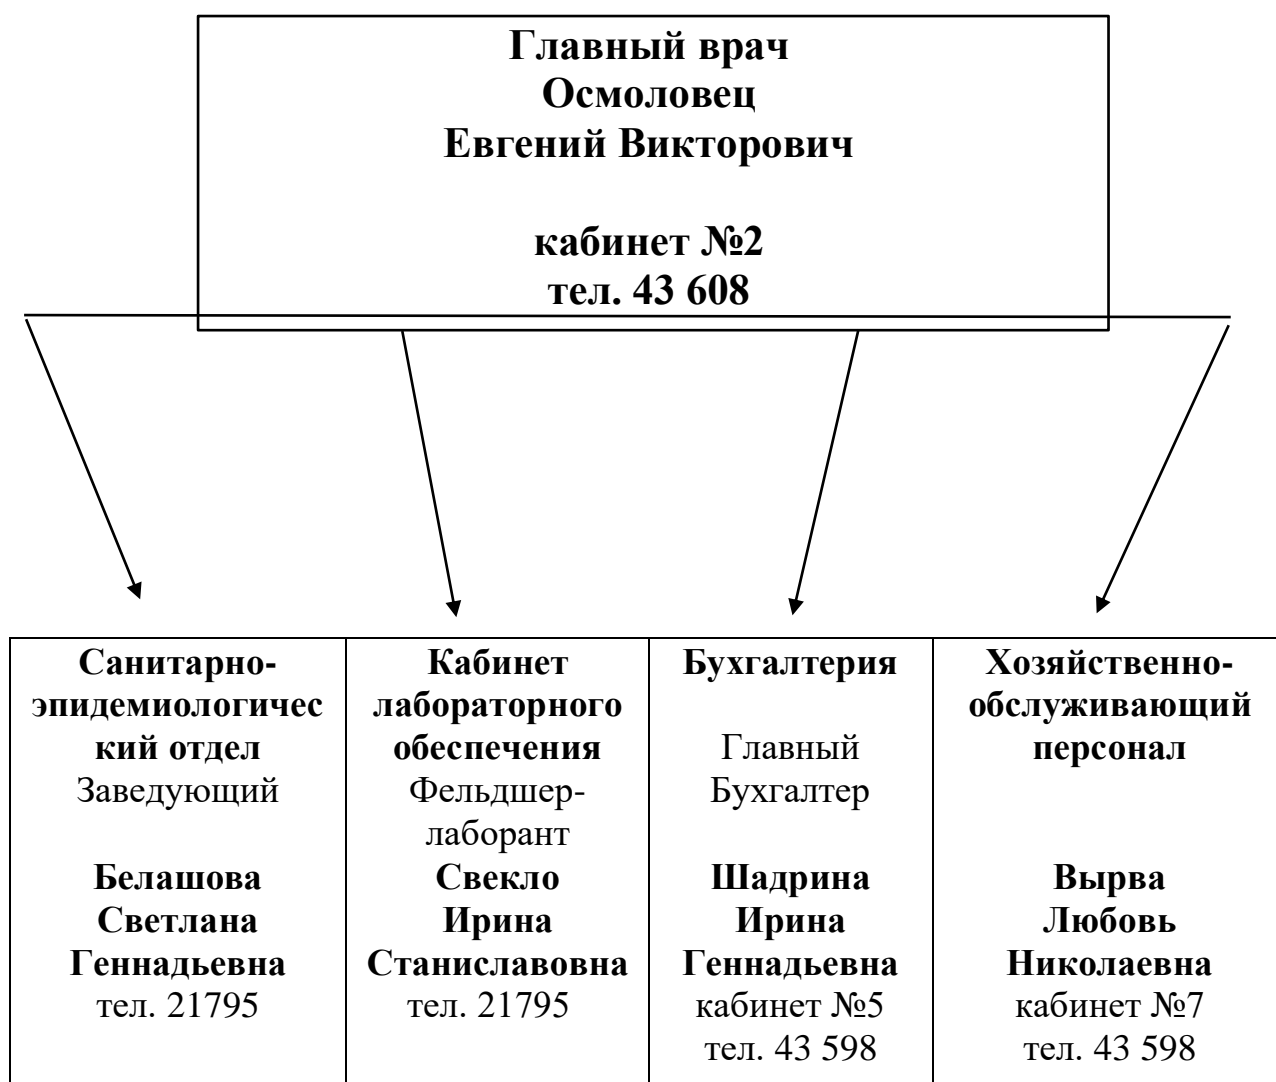 Главный врач
Осмоловец
Евгений Викторович
кабинет №2
тел. 43 608
Санитарно-
эпидемиологичес
кий отдел
Заведующий
Белашова
Светлана
Геннадьевна
тел. 21795
Кабинет
лабораторного
обеспечения
Фельдшер-
лаборант
Свекло
Ирина
Станиславовна
тел. 21795
Бухгалтерия
Главный
Бухгалтер
Шадрина
Ирина
Геннадьевна
кабинет №5
тел. 43 598
Хозяйственно-
обслуживающий
персонал
Вырва
Любовь
Николаевна
кабинет №7
тел. 43 598